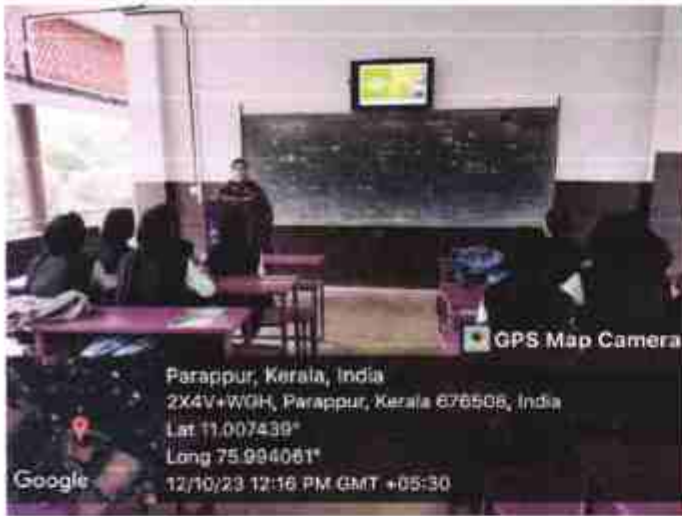 GPS Map Camera
Parappur, Kerala, India
2X4V+WGH, Parappur, Kerala 676508, India
Lat 11.007439°
Long 75.994061°
12/10/23 12:16 PM GMT +05:30
Google